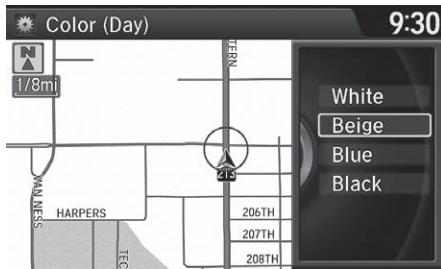 Color (Day)
9:30
N
1/8mi
TERN
White
Beige
213
Blue
Black
VAN NESS
HARPERS
206TH
207TH
TEC
208TH